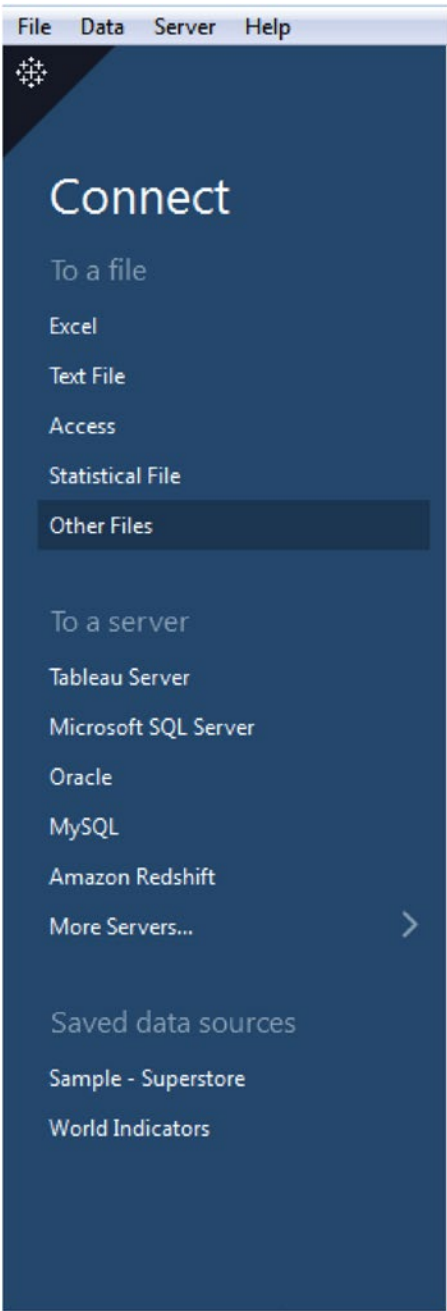 File Data Server Help
Connect
To a file
Excel
Text File
Access
Statistical File
Other Files
To a server
Tableau Server
Microsoft SQL Server
Oracle
MySQL
Amazon Redshift
More Servers...
Saved data sources
Sample - Superstore
World Indicators